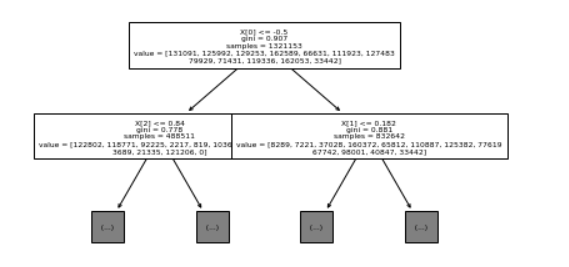 X[0] <= -0.5
gini = 0.907
samples = 1321153
value = [131091, 125992, 129253, 162589, 66631, 111923, 127483
79929, 71431, 119336, 162053, 33442]
X[2] <= 0.84
gini = 0.778
samples = 488511
value = [122802, 118771, 92225, 2217, 819, 1036
3689, 21335, 121206, 0]
X[1] <= 0.182
gini = 0.881
samples = 832642
value = [8289, 7221, 37028, 160372, 65812, 110887, 125382, 77619
67742, 98001, 40847, 33442]
(...)
(...)
(...)
(...)